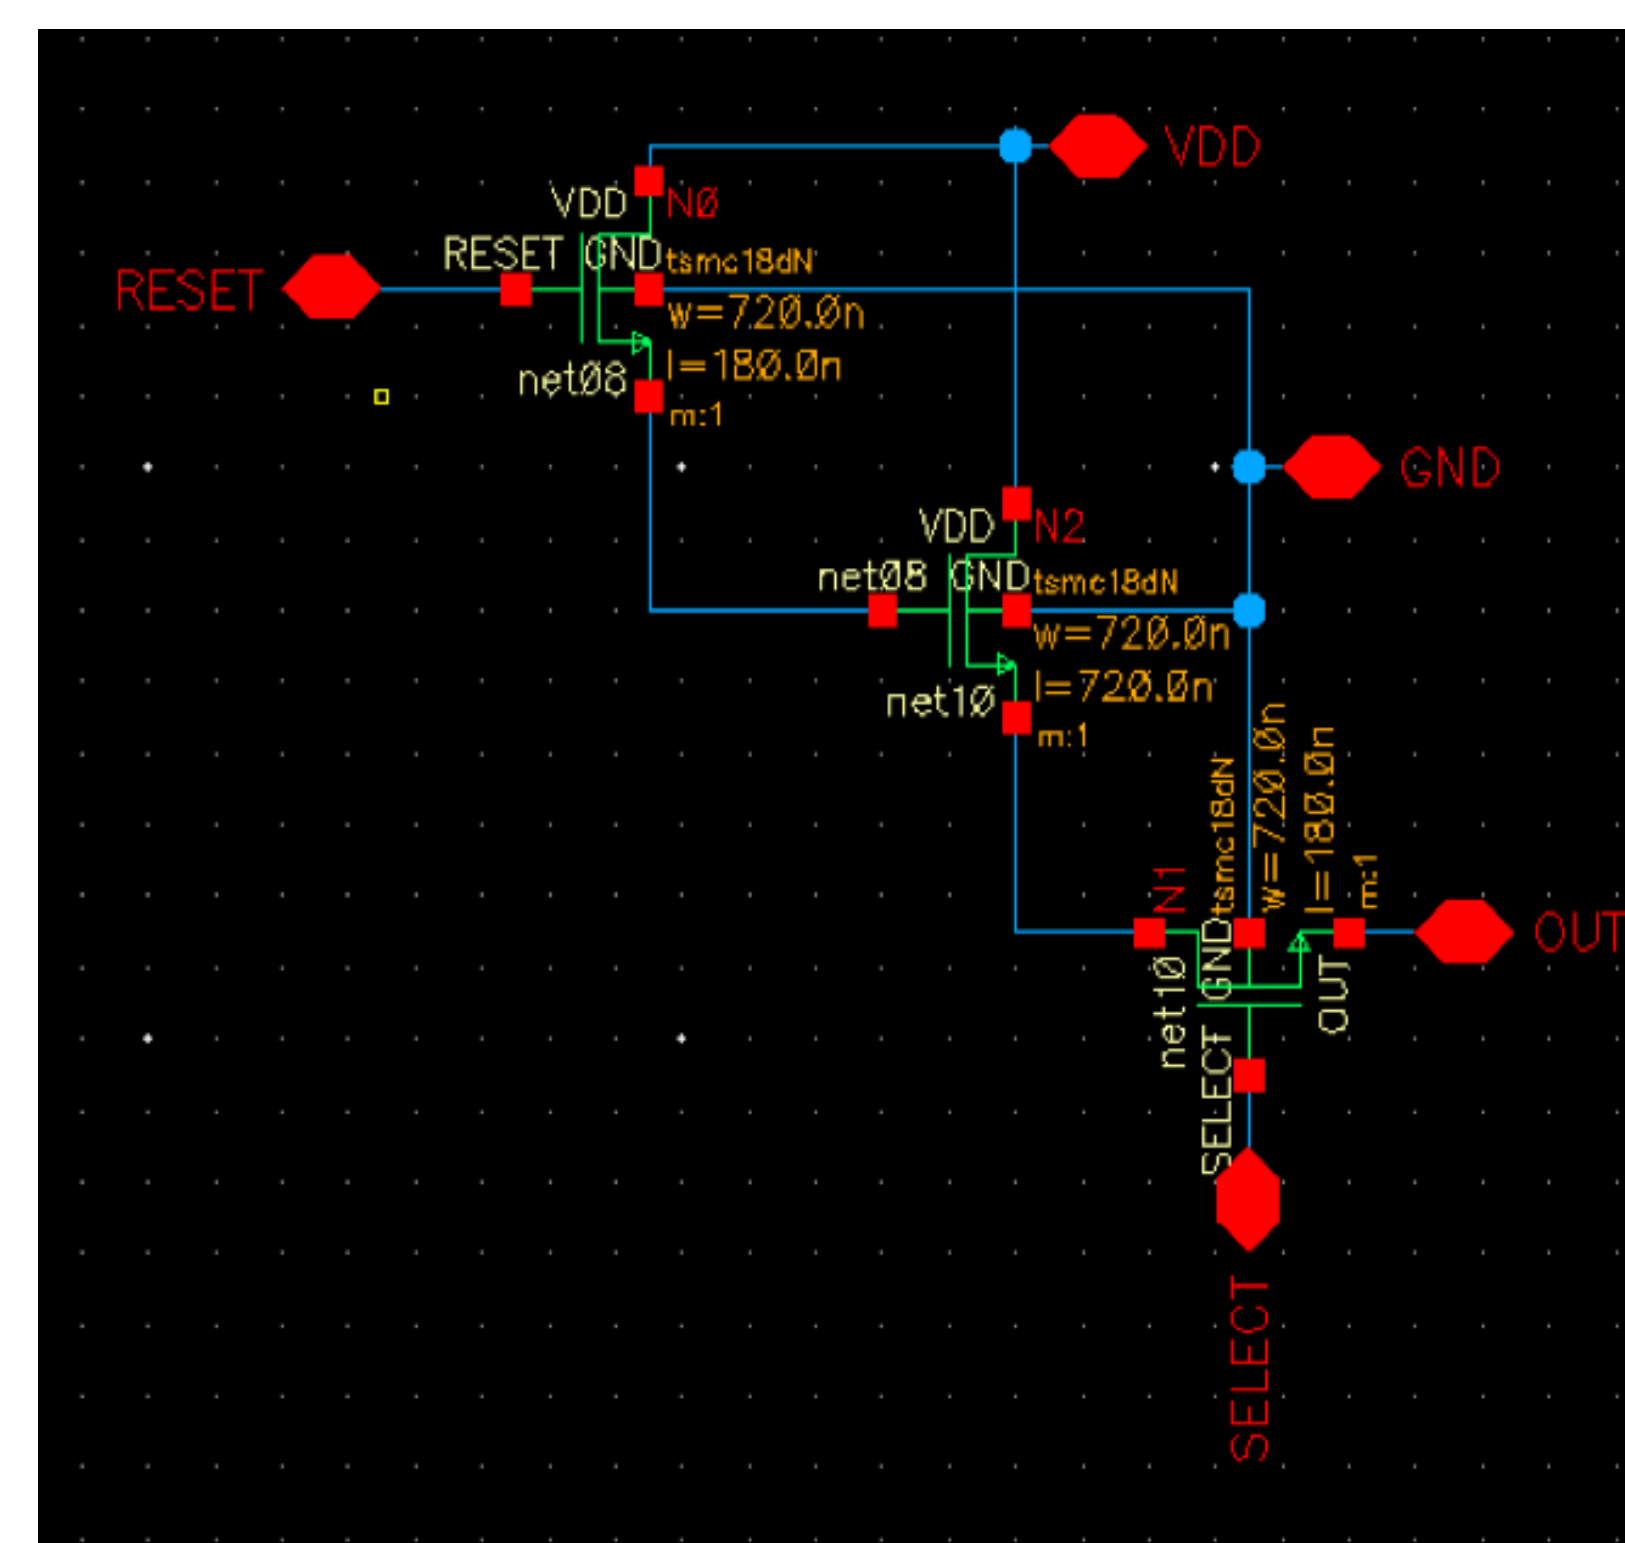 VDD
VDD
N0
RESET
GND
tsmc18dN
RESET
w=720.0n
l=180.0n
net08
m:1
GND
VDD
N2
net08
GND
tsmc18dN
w=720.0n
l=720.0n
net10
m:1
N1
tsmc18dN
w=720.0n
l=180.0n
m:1
net10
GND
OUT
OUT
SELECT
SELECT